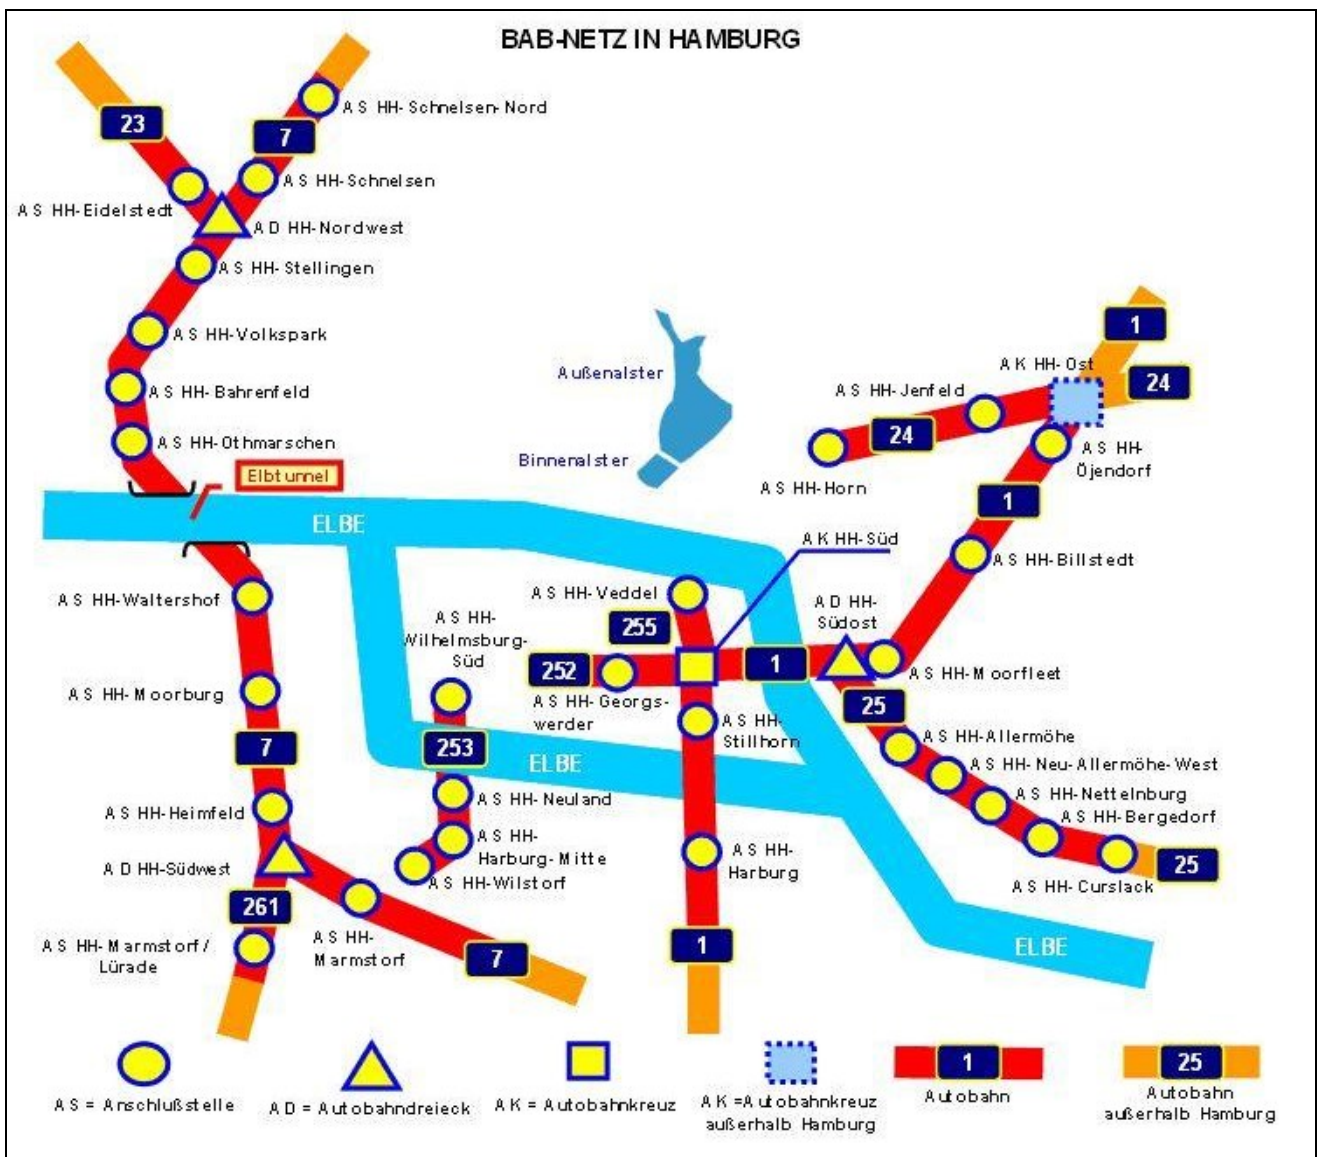 BAB-NETZ IN HAMBURG
23
7
AS HH-Schnelsen-Nord
AS HH-Schnelsen
AS HH-Eidelstedt
AD HH-Nordwest
AS HH-Stellingen
AS HH-Volkspark
AS HH-Bahrenfeld
AS HH-Othmarschen
Elbtunnel
ELBE
Außenalster
Binnenalster
1
24
AK HH-Ost
AS HH-Jenfeld
24
AS HH-Horn
AS HH-
Öjendorf
1
AS HH-Billstedt
AK HH-Süd
AS HH-Waltershof
AS HH-Moorburg
7
AS HH-Heimfeld
AD HH-Südwest
261
AS HH-Marmstorf/
Lürade
AS HH-
Marmstorf
7
AS HH-
Wilhelmsburg-
Süd
253
ELBE
AS HH-Neuland
AS HH-
Harburg-Mitte
AS HH-Wilstorf
AS HH-Veddel
255
252
AS HH-Georgs-
werder
AS HH-
Stillhorn
1
AD HH-
Südost
AS HH-Moorfleet
25
AS HH-Allermöhe
AS HH-Neu-Allermöhe-West
AS HH-Nettelnburg
AS HH-Bergedorf
25
AS HH-Curslack
AS HH-
Harburg
1
ELBE
1
25
AS = Anschlußstelle
AD = Autobahndreieck
AK = Autobahnkreuz
AK =Autobahnkreuz
außerhalb Hamburg
Autobahn
Autobahn
außerhalb Hamburg